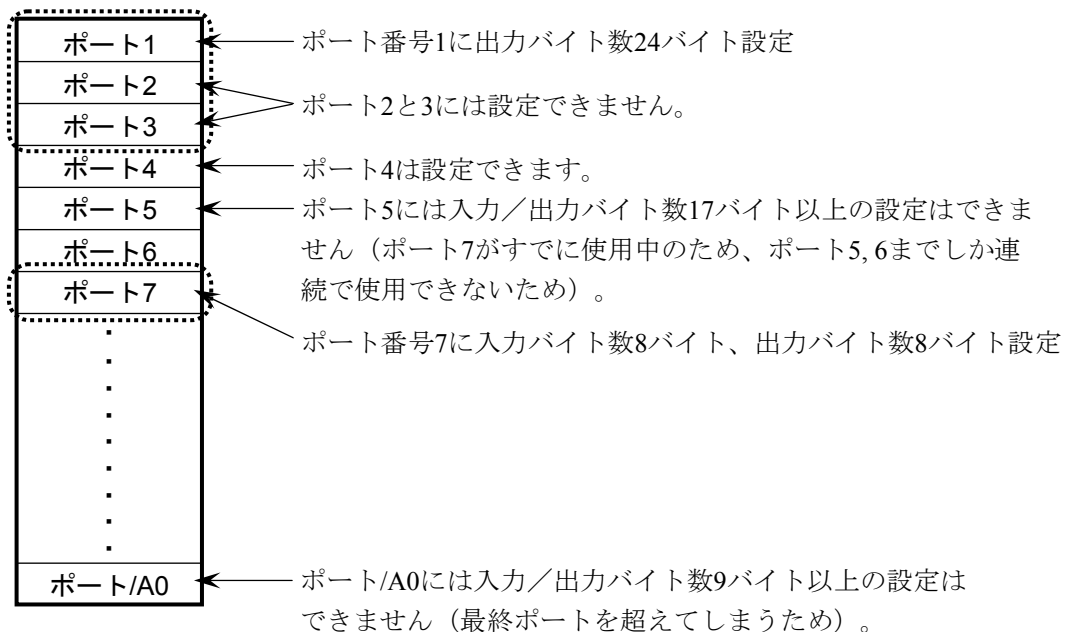 ポート1
ポート番号1に出力バイト数24バイト設定
ポート2
ポート2と3には設定できません。
ポート3
ポート4
ポート4は設定できます。
ポート5
ポート5には入力／出力バイト数17バイト以上の設定はできま
せん（ポート7がすでに使用中のため、ポート5, 6までしか連
続で使用できないため）。
ポート6
ポート7
ポート番号7に入力バイト数8バイト、出力バイト数8バイト設定
ポート/A0
ポート/A0には入力／出力バイト数9バイト以上の設定は
できません（最終ポートを超えてしまうため）。